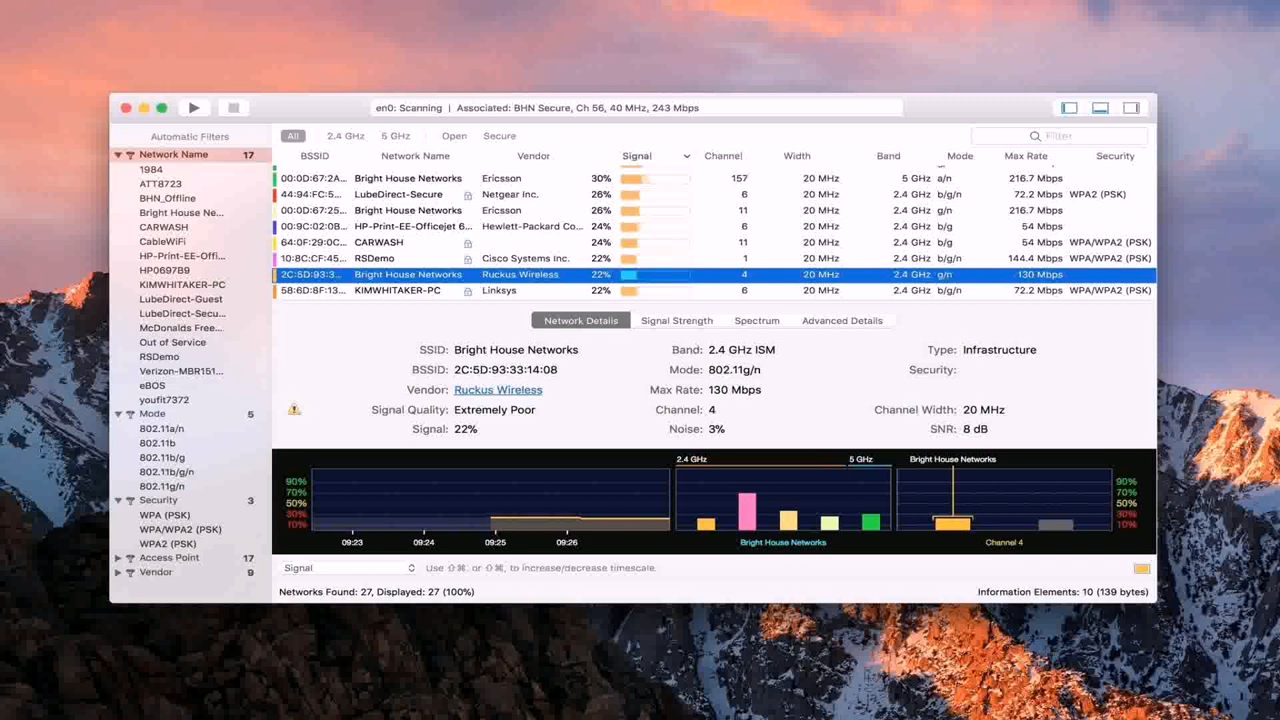 en0: Scanning | Associated: BHN Secure, Ch 56, 40 MHz, 243 Mbps
Automatic Filters
All 2.4 GHz 5 GHz Open Secure Filter
BSSID Network Name Vendor Signal Channel Width Band Mode Max Rate Security
00:0D:67:2A... Bright House Networks Ericsson 30% 157 20 MHz 5 GHz a/n 216.7 Mbps
44:94:FC:5... LubeDirect-Secure Netgear Inc. 26% 6 20 MHz 2.4 GHz b/g/n 72.2 Mbps WPA2 (PSK)
00:0D:67:25... Bright House Networks Ericsson 26% 11 20 MHz 2.4 GHz g/n 216.7 Mbps
00:9C:02:0B... HP-Print-EE-Officejet 6... Hewlett-Packard Co... 24% 6 20 MHz 2.4 GHz b/g 54 Mbps
64:0F:29:0C... CARWASH 24% 11 20 MHz 2.4 GHz b/g 54 Mbps WPA/WPA2 (PSK)
10:8C:CF:45... RSDemo Cisco Systems Inc. 22% 1 20 MHz 2.4 GHz b/g/n 144.4 Mbps WPA/WPA2 (PSK)
2C:5D:93:3... Bright House Networks Ruckus Wireless 22% 4 20 MHz 2.4 GHz g/n 130 Mbps
58:6D:8F:13... KIMWHITAKER-PC Linksys 22% 6 20 MHz 2.4 GHz b/g/n 72.2 Mbps WPA/WPA2 (PSK)
Network Name 17
1984
ATT8723
BHN_Offline
Bright House Ne...
CARWASH
CableWiFi
HP-Print-EE-Offi...
HP0697B9
KIMWHITAKER-PC
LubeDirect-Guest
LubeDirect-Secu...
McDonalds Free...
Out of Service
RSDemo
Verizon-MBR151...
eBOS
youfit7372
Mode 5
802.11a/n
802.11b
802.11b/g
802.11b/g/n
802.11g/n
Security 3
WPA (PSK)
WPA/WPA2 (PSK)
WPA2 (PSK)
Access Point 17
Vendor 9
Network Details Signal Strength Spectrum Advanced Details
SSID: Bright House Networks Band: 2.4 GHz ISM Type: Infrastructure
BSSID: 2C:5D:93:33:14:08 Mode: 802.11g/n Security:
Vendor: Ruckus Wireless Max Rate: 130 Mbps
Signal Quality: Extremely Poor Channel: 4 Channel Width: 20 MHz
Signal: 22% Noise: 3% SNR: 8 dB
2.4 GHz 5 GHz Bright House Networks
90% 90%
70% 70%
50% 50%
30% 30%
10% 10%
09:23 09:24 09:25 09:26 Bright House Networks Channel 4
Signal Use ⇧⌘. or ⇧⌘, to increase/decrease timescale.
Networks Found: 27, Displayed: 27 (100%) Information Elements: 10 (139 bytes)